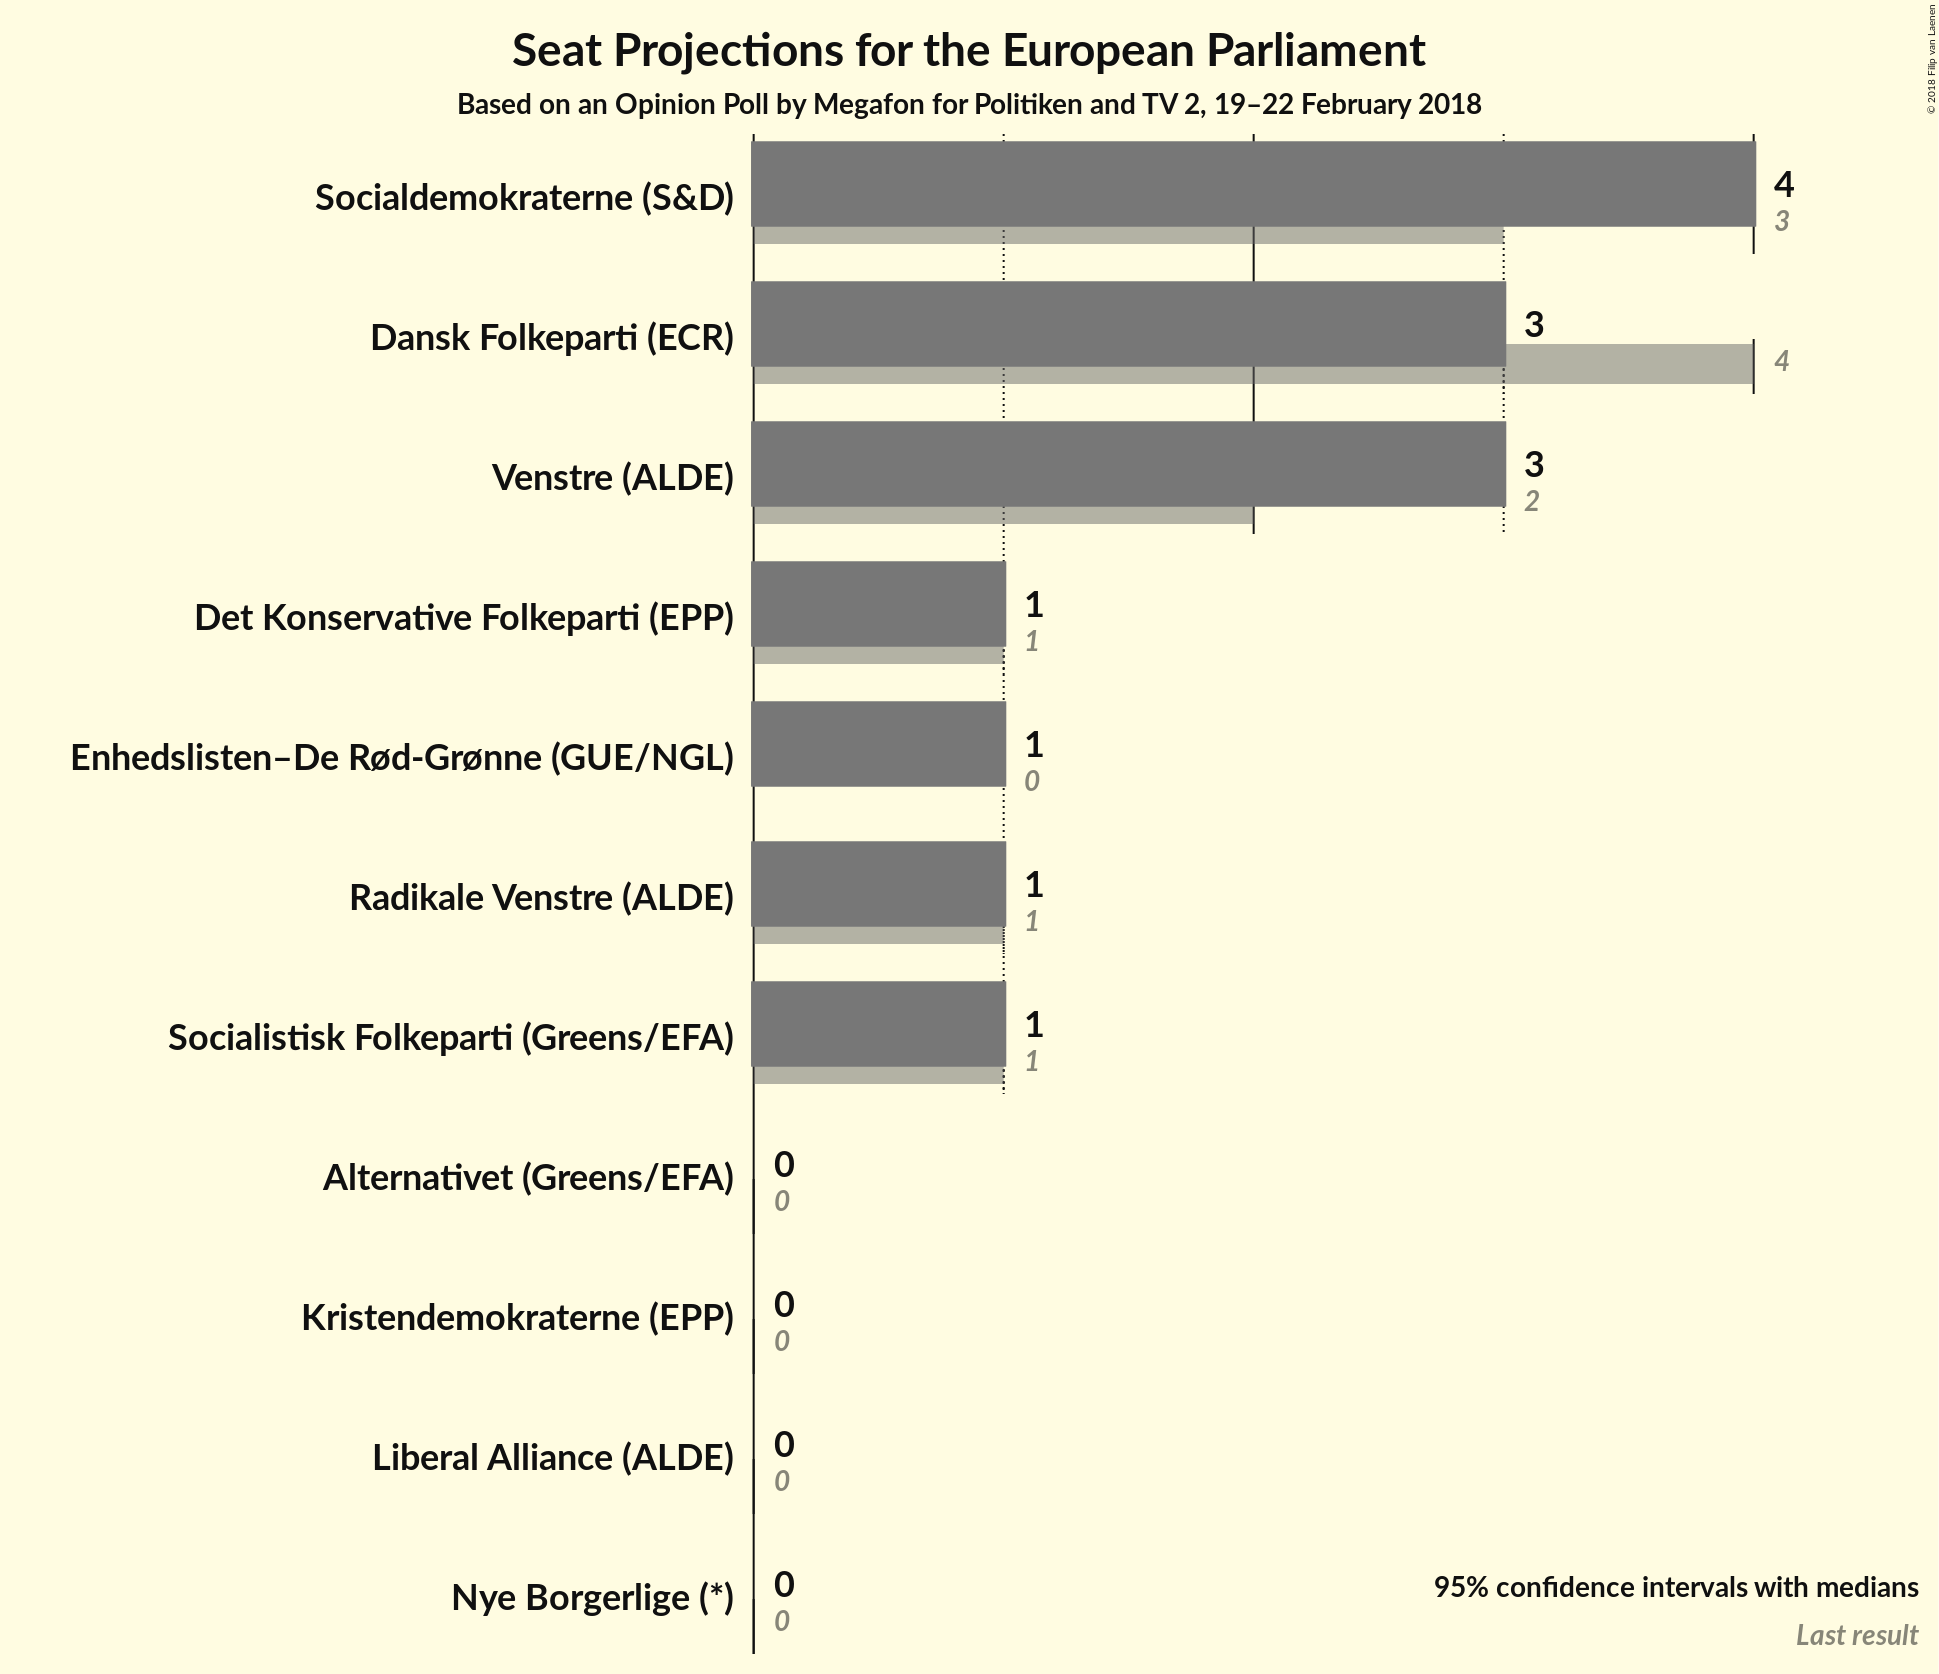 Seat Projections for the European Parliament
Based on an Opinion Poll by Megafon for Politiken and TV 2, 19–22 February 2018
© 2018 Filip van Laenen
Socialdemokraterne (S&D)
4
3
Dansk Folkeparti (ECR)
3
4
Venstre (ALDE)
3
2
Det Konservative Folkeparti (EPP)
1
1
Enhedslisten–De Rød-Grønne (GUE/NGL)
1
0
Radikale Venstre (ALDE)
1
1
Socialistisk Folkeparti (Greens/EFA)
1
1
Alternativet (Greens/EFA)
0
0
Kristendemokraterne (EPP)
0
0
Liberal Alliance (ALDE)
0
0
Nye Borgerlige (*)
0
0
95% confidence intervals with medians
Last result